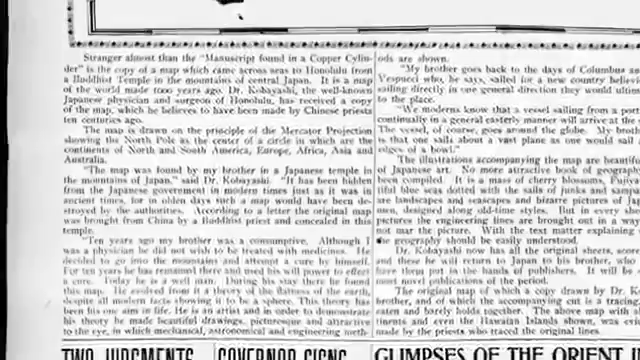 Stranger almost than the "Manuscript found in a Copper Cylin-
der" is the copy of a map which came across seas to Honolulu from
a Buddhist Temple in the mountains of central Japan. It is a map
of the world made 1000 years ago. Dr. Kobayashi, the well-known
Japanese physician and surgeon of Honolulu, has received a copy
of the map, which he believes to have been made by Chinese priests
ten centuries ago.
The map is drawn on the principle of the Mercator Projection
showing the North Pole as the center of a circle in which are the
continents of North and South America, Europe, Africa, Asia and
Australia.
"The map was found by my brother in a Japanese temple in
the mountains of Japan," said Dr. Kobayashi. "It has been hidden
from the Japanese government in modern times just as it was in
ancient times, for in olden days such a map would have been de-
stroyed by the authorities. According to a letter the original map
was brought from China by a Buddhist priest and concealed in this
temple.
"Ten years ago my brother was a consumptive. Although I
was a physician he did not wish to be treated with medicines. He
decided to go into the mountains and attempt a cure by himself.
For ten years he has remained there and used his will power to effect
a cure. Today he is a well man. During his stay there he found
this map. He evolved from it a theory of the flatness of the earth,
despite all modern facts showing it to be a sphere. This theory has
been his one aim in life. He is an artist and in order to demonstrate
his theory he made beautiful drawings, picturesque and attractive
to the eye, in which mechanical, astronomical and engineering meth-
ods are shown.
"My brother goes back to the days of Columbus an
Vespucci who, he says, sailed for a new country believi
sailing directly in one general direction they would ultim
to the place.
"We moderns know that a vessel sailing from a port
continually in a general easterly manner will arrive at the s
The vessel, of course, goes around the globe. My broth
is that one sails about a vast plane as one would sail a
edges of a bowl."
The illustrations accompanying the map are beautifu
of Japanese art. No more attractive book of geography
been compiled. It is a mass of cherry blossoms, Fujiya
tiful blue seas dotted with the sails of junks and sampa
are landscapes and seascapes and bizarre pictures of Jap
men, designed along old-time styles. But in every set
pictures the engineering lines are brought out in a way
not mar the picture. With the text matter explaining
the geography should be easily understood.
Dr. Kobayashi now has all the original sheets, score
and these he will return to Japan to his brother, who
have them put in the hands of publishers. It will be
most novel publications of the period.
The original map of which a copy drawn by Dr. Ko
brother, and of which the accompanying cut is a tracing
eaten and barely holds together. The above map with
tinents and even the Hawaiian Islands shown, was
made by the priests who traced the original lines.
TWO JUDGMENTS
GOVERNOR SIGNS
GLIMPSES OF THE ORIENT